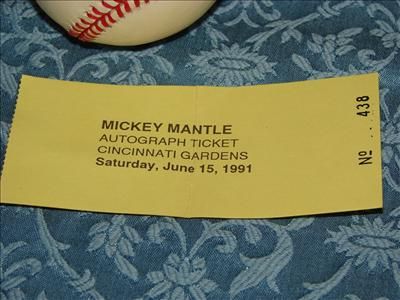 MICKEY MANTLE
AUTOGRAPH TICKET
CINCINNATI GARDENS
Saturday, June 15, 1991
Nº .. 438